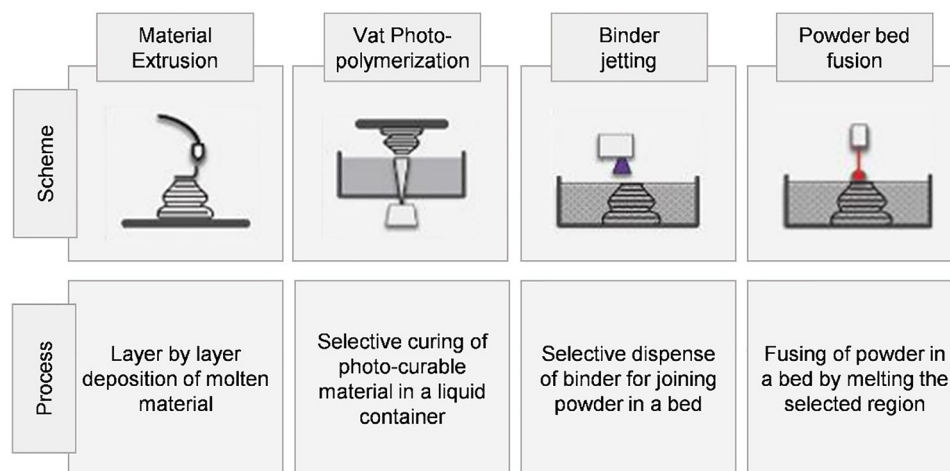 Material
Extrusion
Vat Photo-
polymerization
Binder
jetting
Powder bed
fusion
Scheme
Process
Layer by layer
deposition of molten
material
Selective curing of
photo-curable
material in a liquid
container
Selective dispense
of binder for joining
powder in a bed
Fusing of powder in
a bed by melting the
selected region